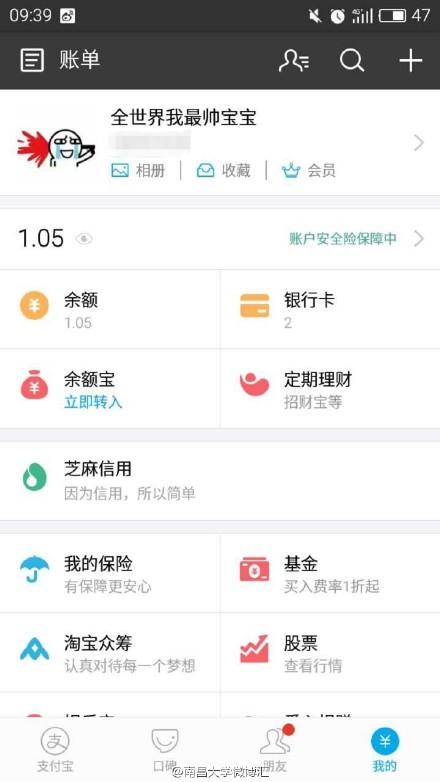 09:39 4G 47
账单
全世界我最帅宝宝
相册 收藏 会员
1.05 账户安全险保障中
余额 银行卡
1.05 2
余额宝 定期理财
立即转入 招财宝等
芝麻信用
因为信用，所以简单
我的保险 基金
有保障更安心 买入费率1折起
淘宝众筹 股票
认真对待每一个梦想 查看行情
支付宝 口碑 朋友 我的
@南昌大学微博汇